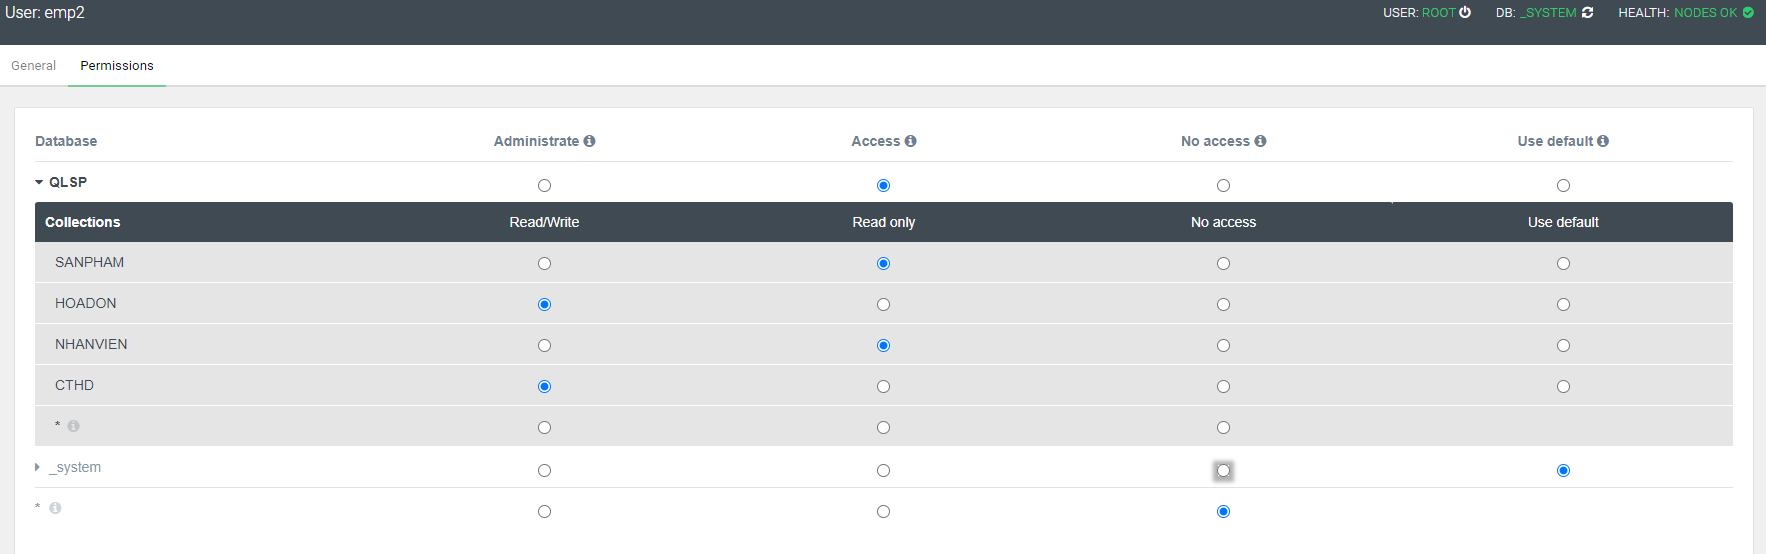 User: emp2
USER: ROOT DB: _SYSTEM HEALTH: NODES OK
General Permissions
Database Administrate Access No access Use default
QLSP
Collections Read/Write Read only No access Use default
SANPHAM
HOADON
NHANVIEN
CTHD
*
_system
*